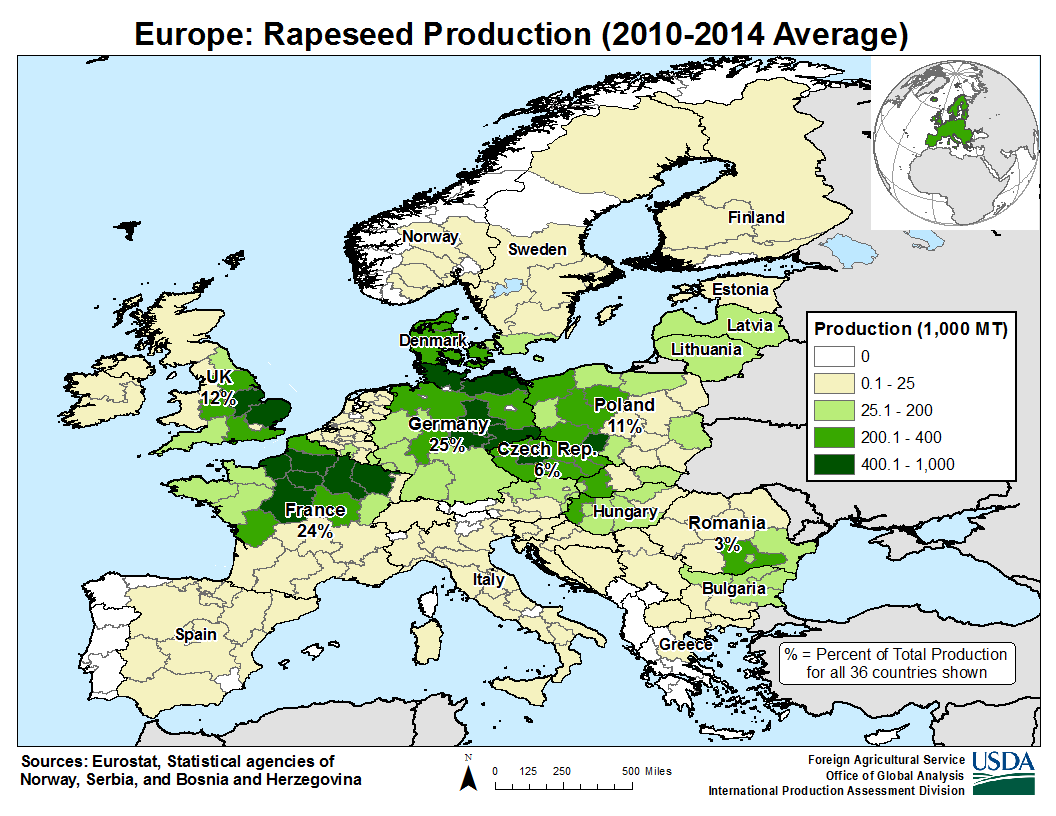 Europe: Rapeseed Production (2010-2014 Average)
Norway
Sweden
Finland
Estonia
Latvia
Lithuania
Denmark
UK
12%
Germany
25%
Poland
11%
Czech Rep.
6%
France
24%
Hungary
Romania
3%
Bulgaria
Italy
Spain
Greece
Production (1,000 MT)
0
0.1 - 25
25.1 - 200
200.1 - 400
400.1 - 1,000
% = Percent of Total Production
for all 36 countries shown
Sources: Eurostat, Statistical agencies of
Norway, Serbia, and Bosnia and Herzegovina
N
0 125 250 500 Miles
Foreign Agricultural Service
Office of Global Analysis
International Production Assessment Division
USDA